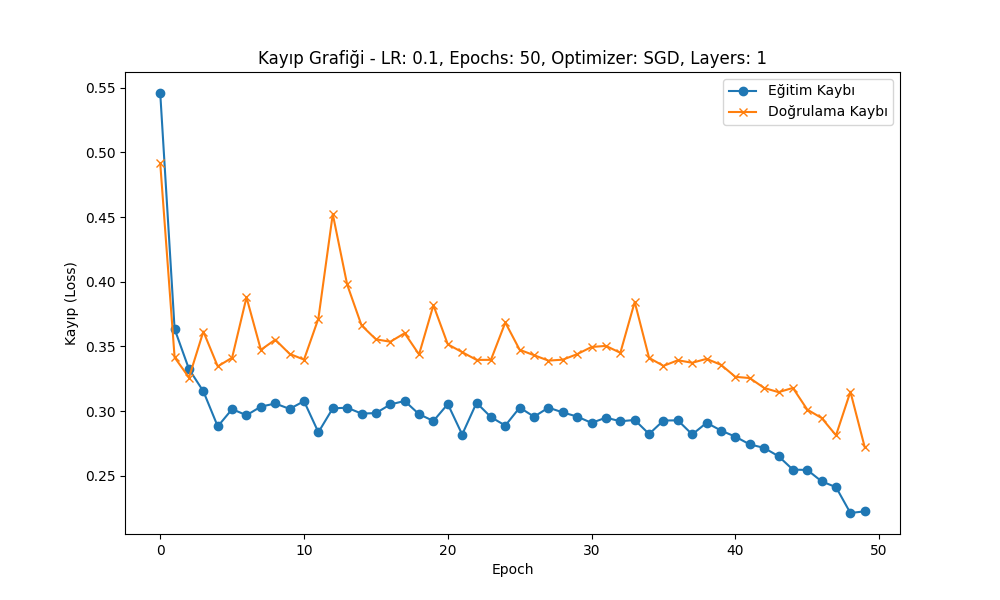 Kayıp Grafiği - LR: 0.1, Epochs: 50, Optimizer: SGD, Layers: 1
Eğitim Kaybı
Doğrulama Kaybı
Kayıp (Loss)
0.55
0.50
0.45
0.40
0.35
0.30
0.25
0
10
20
30
40
50
Epoch